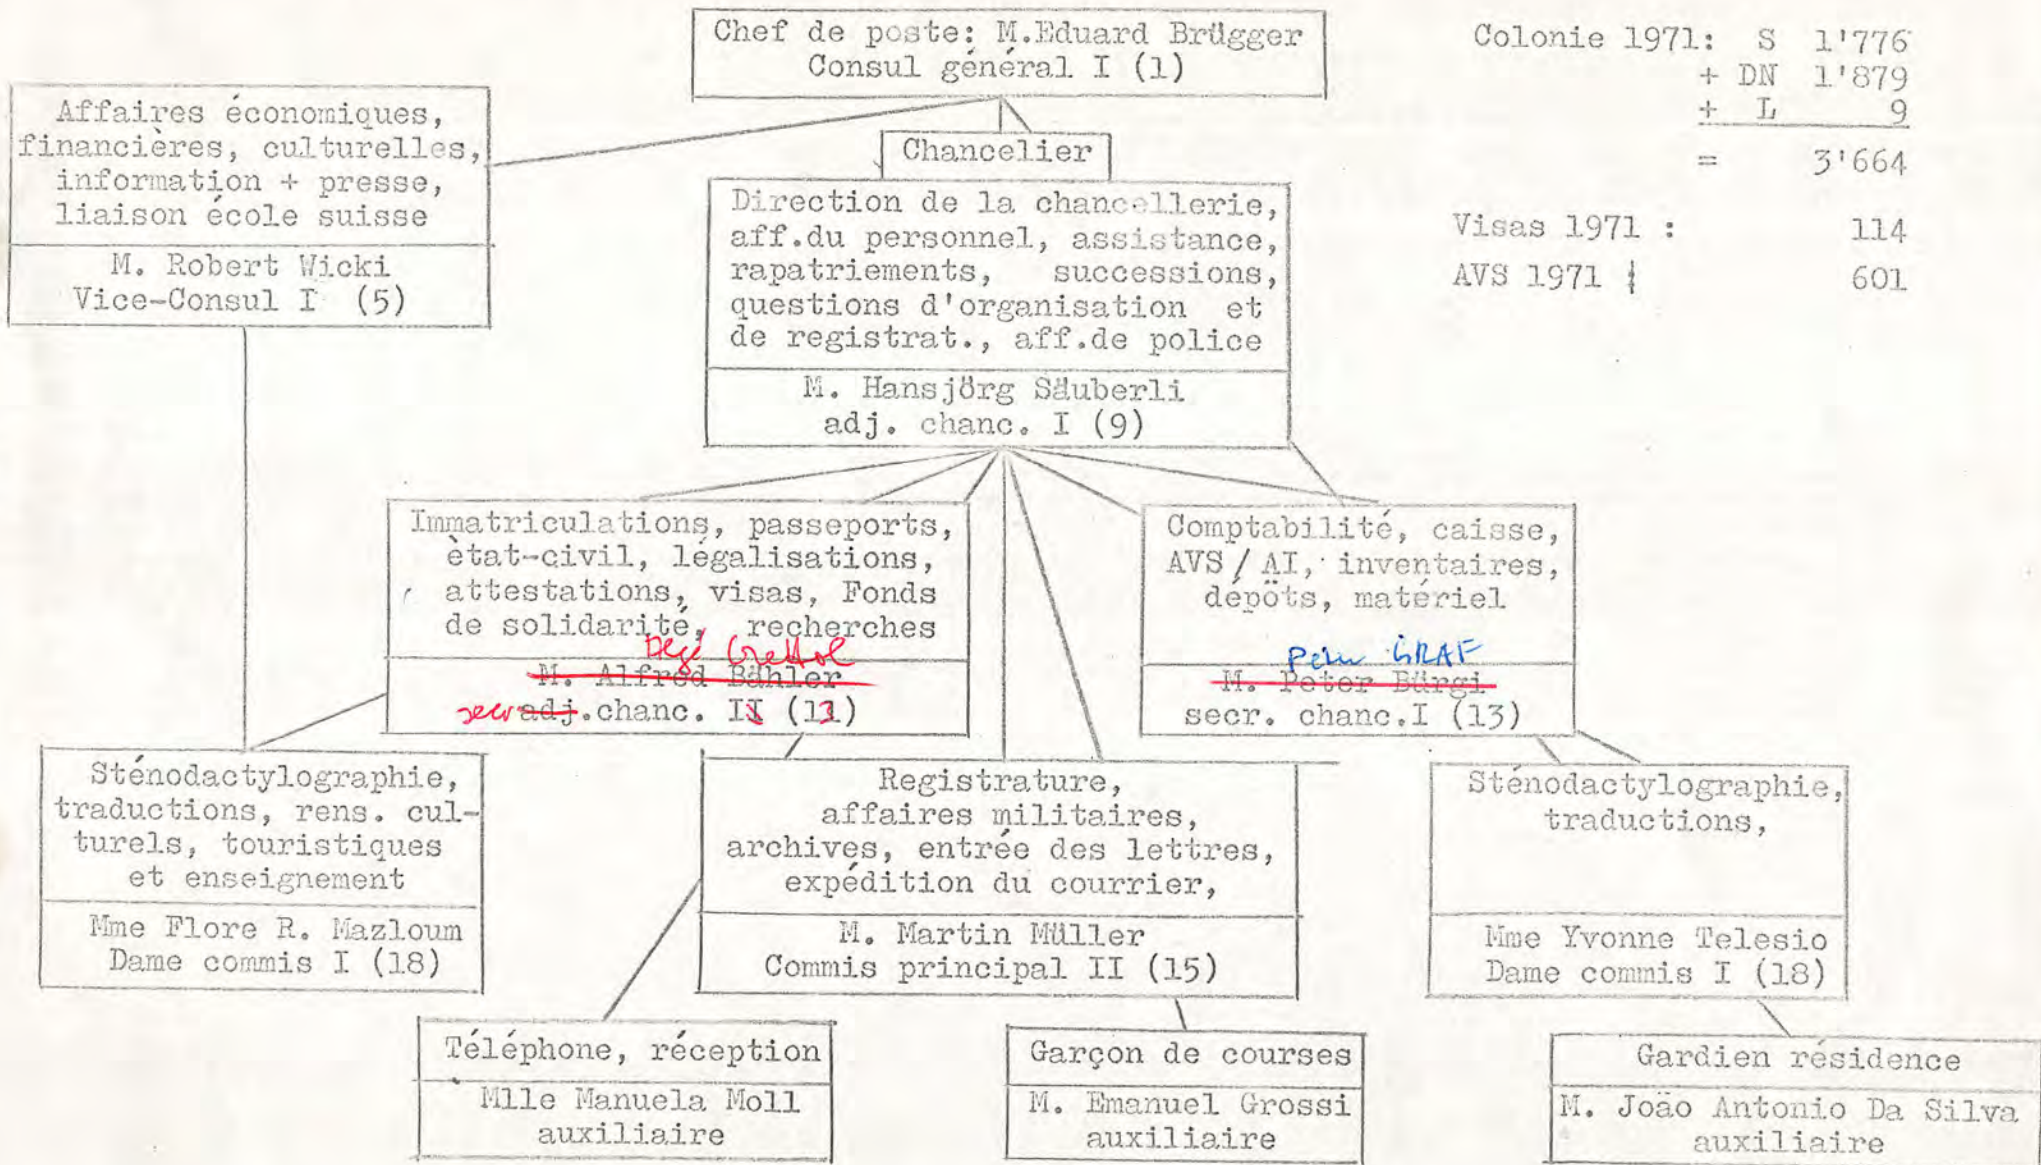 Chef de poste: M.Eduard Brügger
Consul général I (1)
Colonie 1971: S 1'776
+ DN 1'879
+ L 9
= 3'664
Visas 1971 : 114
AVS 1971 : 601
Affaires économiques,
financières, culturelles,
information + presse,
liaison école suisse
M. Robert Wicki
Vice-Consul I (5)
Chancelier
Direction de la chancellerie,
aff.du personnel, assistance,
rapatriements, successions,
questions d'organisation et
de registrat., aff.de police
M. Hansjörg Säuberli
adj. chanc. I (9)
Immatriculations, passeports,
ètat-civil, légalisations,
attestations, visas, Fonds
de solidarité, recherches
M. Alfred Bähler
secr adj.chanc. II (13)
Comptabilité, caisse,
AVS / AI, inventaires,
dépöts, matériel
GRAF
M. Peter Bürgi
secr. chanc.I (13)
Sténodactylographie,
traductions, rens. cul-
turels, touristiques
et enseignement
Mme Flore R. Mazloum
Dame commis I (18)
Registrature,
affaires militaires,
archives, entrée des lettres,
expédition du courrier,
M. Martin Müller
Commis principal II (15)
Sténodactylographie,
traductions,
Mme Yvonne Telesio
Dame commis I (18)
Téléphone, réception
Mlle Manuela Moll
auxiliaire
Garçon de courses
M. Emanuel Grossi
auxiliaire
Gardien résidence
M. João Antonio Da Silva
auxiliaire